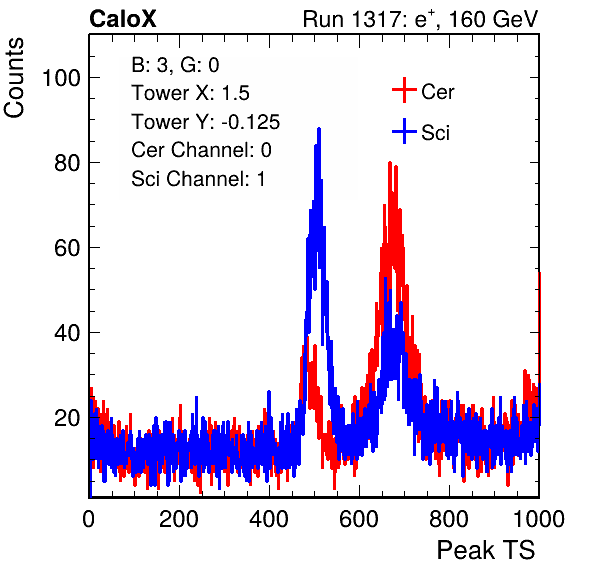 CaloX
Run 1317: e+, 160 GeV
Counts
B: 3, G: 0
Tower X: 1.5
Tower Y: -0.125
Cer Channel: 0
Sci Channel: 1
Cer
Sci
100
80
60
40
20
0 200 400 600 800 1000
Peak TS